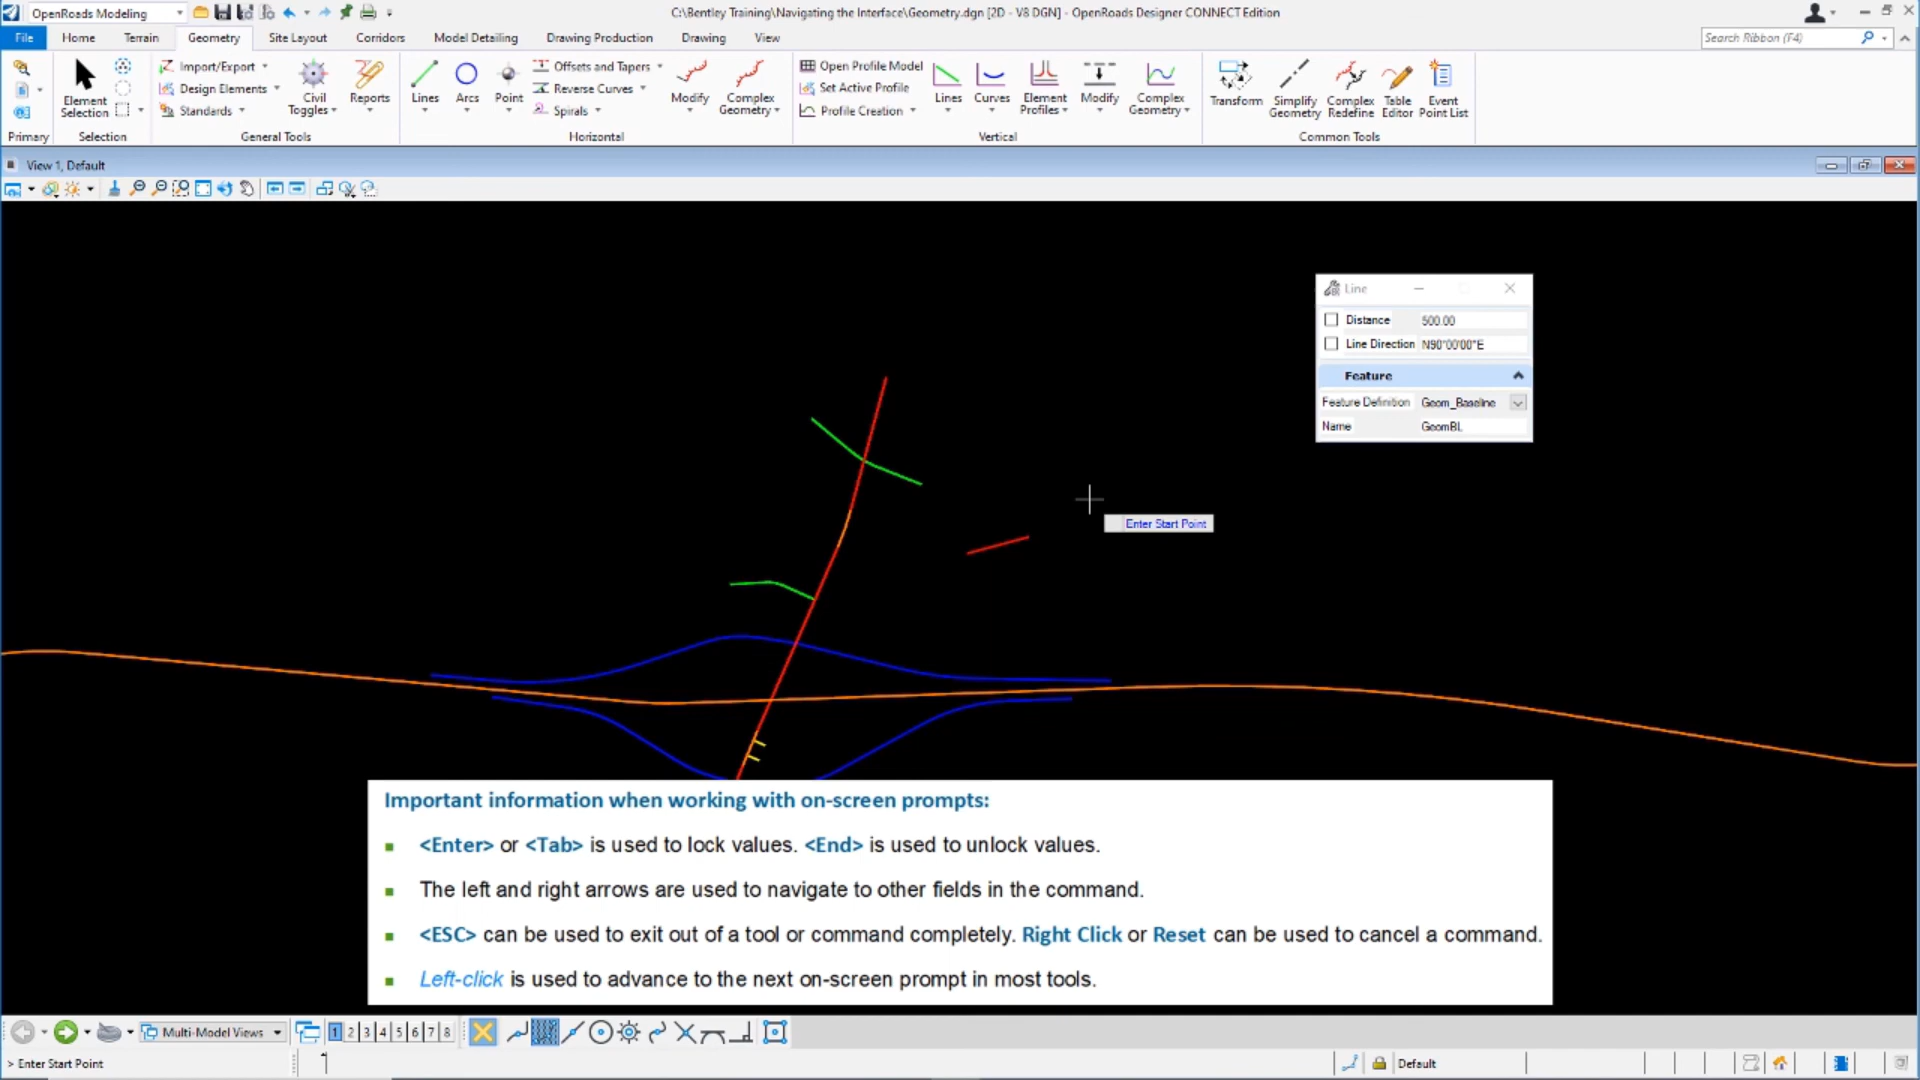 OpenRoads Modeling
C:\Bentley Training\Navigating the Interface\Geometry.dgn [2D - V8 DGN] - OpenRoads Designer CONNECT Edition
File Home Terrain Geometry Site Layout Corridors Model Detailing Drawing Production Drawing View
Search Ribbon (F4)
Primary
Element Selection
Selection
Import/Export
Design Elements
Standards
Civil Toggles
Reports
General Tools
Lines
Arcs
Point
Offsets and Tapers
Reverse Curves
Spirals
Modify
Complex Geometry
Horizontal
Open Profile Model
Set Active Profile
Profile Creation
Lines
Curves
Element Profiles
Modify
Complex Geometry
Vertical
Transform
Simplify Geometry
Complex Redefine
Table Editor
Event Point List
Common Tools
View 1, Default
Line
Distance 500.00
Line Direction N90°00'00"E
Feature
Feature Definition Geom_Baseline
Name GeomBL
Enter Start Point
Important information when working with on-screen prompts:
<Enter> or <Tab> is used to lock values. <End> is used to unlock values.
The left and right arrows are used to navigate to other fields in the command.
<ESC> can be used to exit out of a tool or command completely. Right Click or Reset can be used to cancel a command.
Left-click is used to advance to the next on-screen prompt in most tools.
Multi-Model Views 1 2 3 4 5 6 7 8
> Enter Start Point
Default